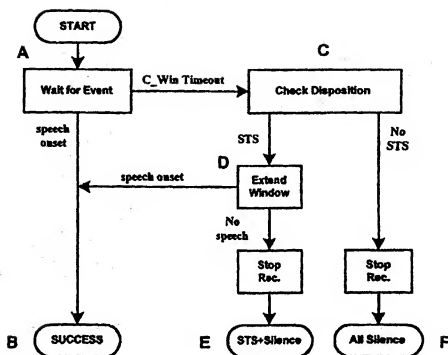 START
A
C
Wait for Event
C_Win Timeout
Check Disposition
speech
onset
STS
No
STS
D
speech onset
Extend
Window
No
speech
Stop
Rec.
Stop
Rec.
B
SUCCESS
E
STS+Silence
All Silence
F